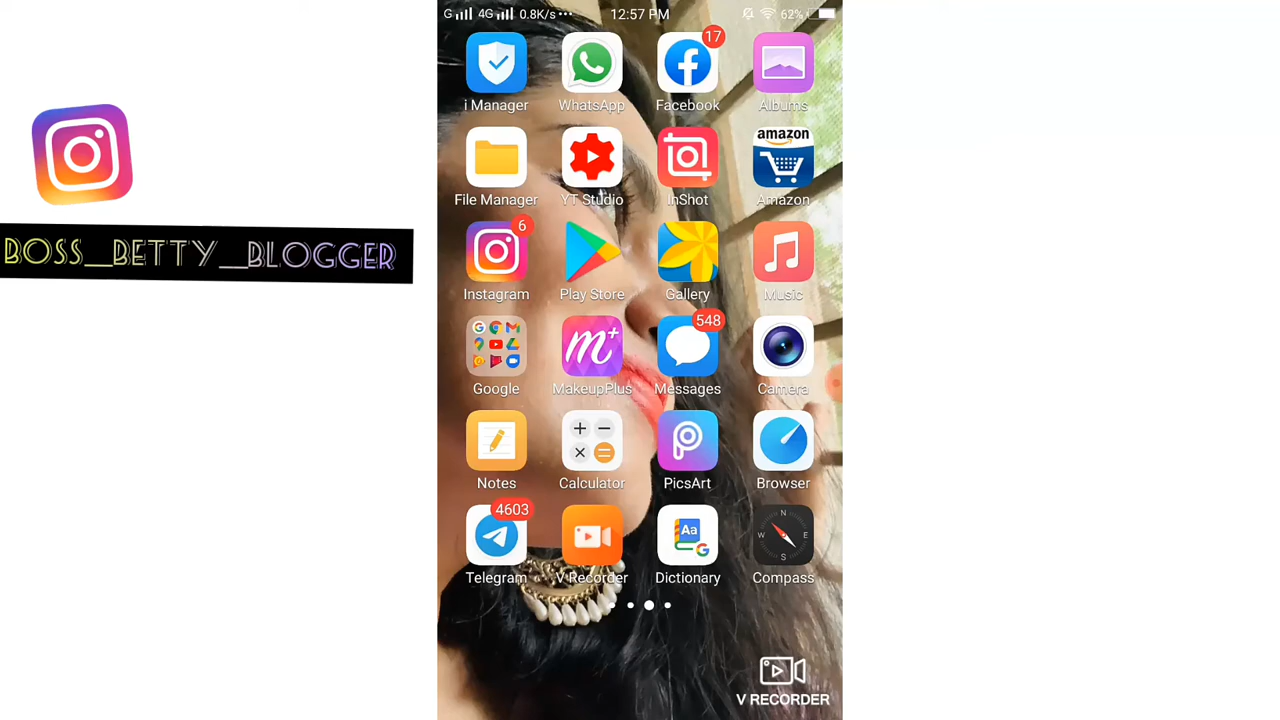 G 4G 0.8K/s ••• 12:57 PM 62%
17
i Manager WhatsApp Facebook Albums
amazon
File Manager YT Studio InShot Amazon
6
BOSS__BETTY__BLOGGER
Instagram Play Store Gallery Music
548
Google MakeupPlus Messages Camera
Notes Calculator PicsArt Browser
4603
Aa
N
W E
S
Telegram V Recorder Dictionary Compass
V RECORDER